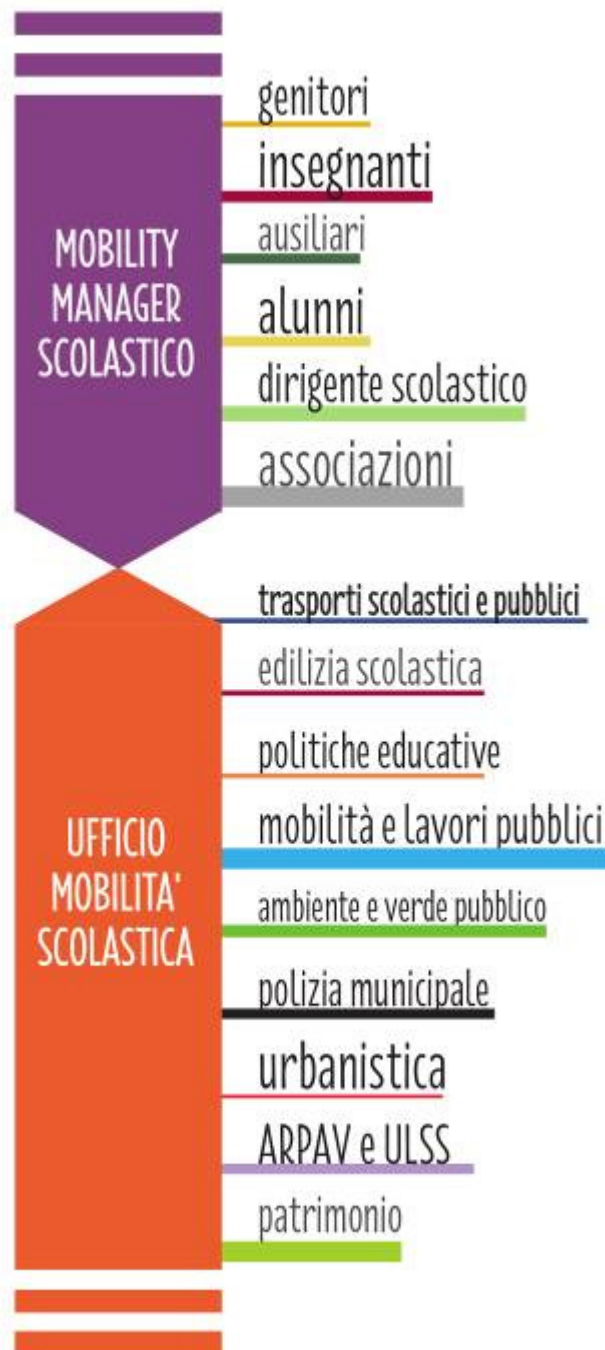 MOBILITY
MANAGER
SCOLASTICO
genitori
insegnanti
ausiliari
alunni
dirigente scolastico
associazioni
UFFICIO
MOBILITA'
SCOLASTICA
trasporti scolastici e pubblici
edilizia scolastica
politiche educative
mobilità e lavori pubblici
ambiente e verde pubblico
polizia municipale
urbanistica
ARPAV e ULSS
patrimonio